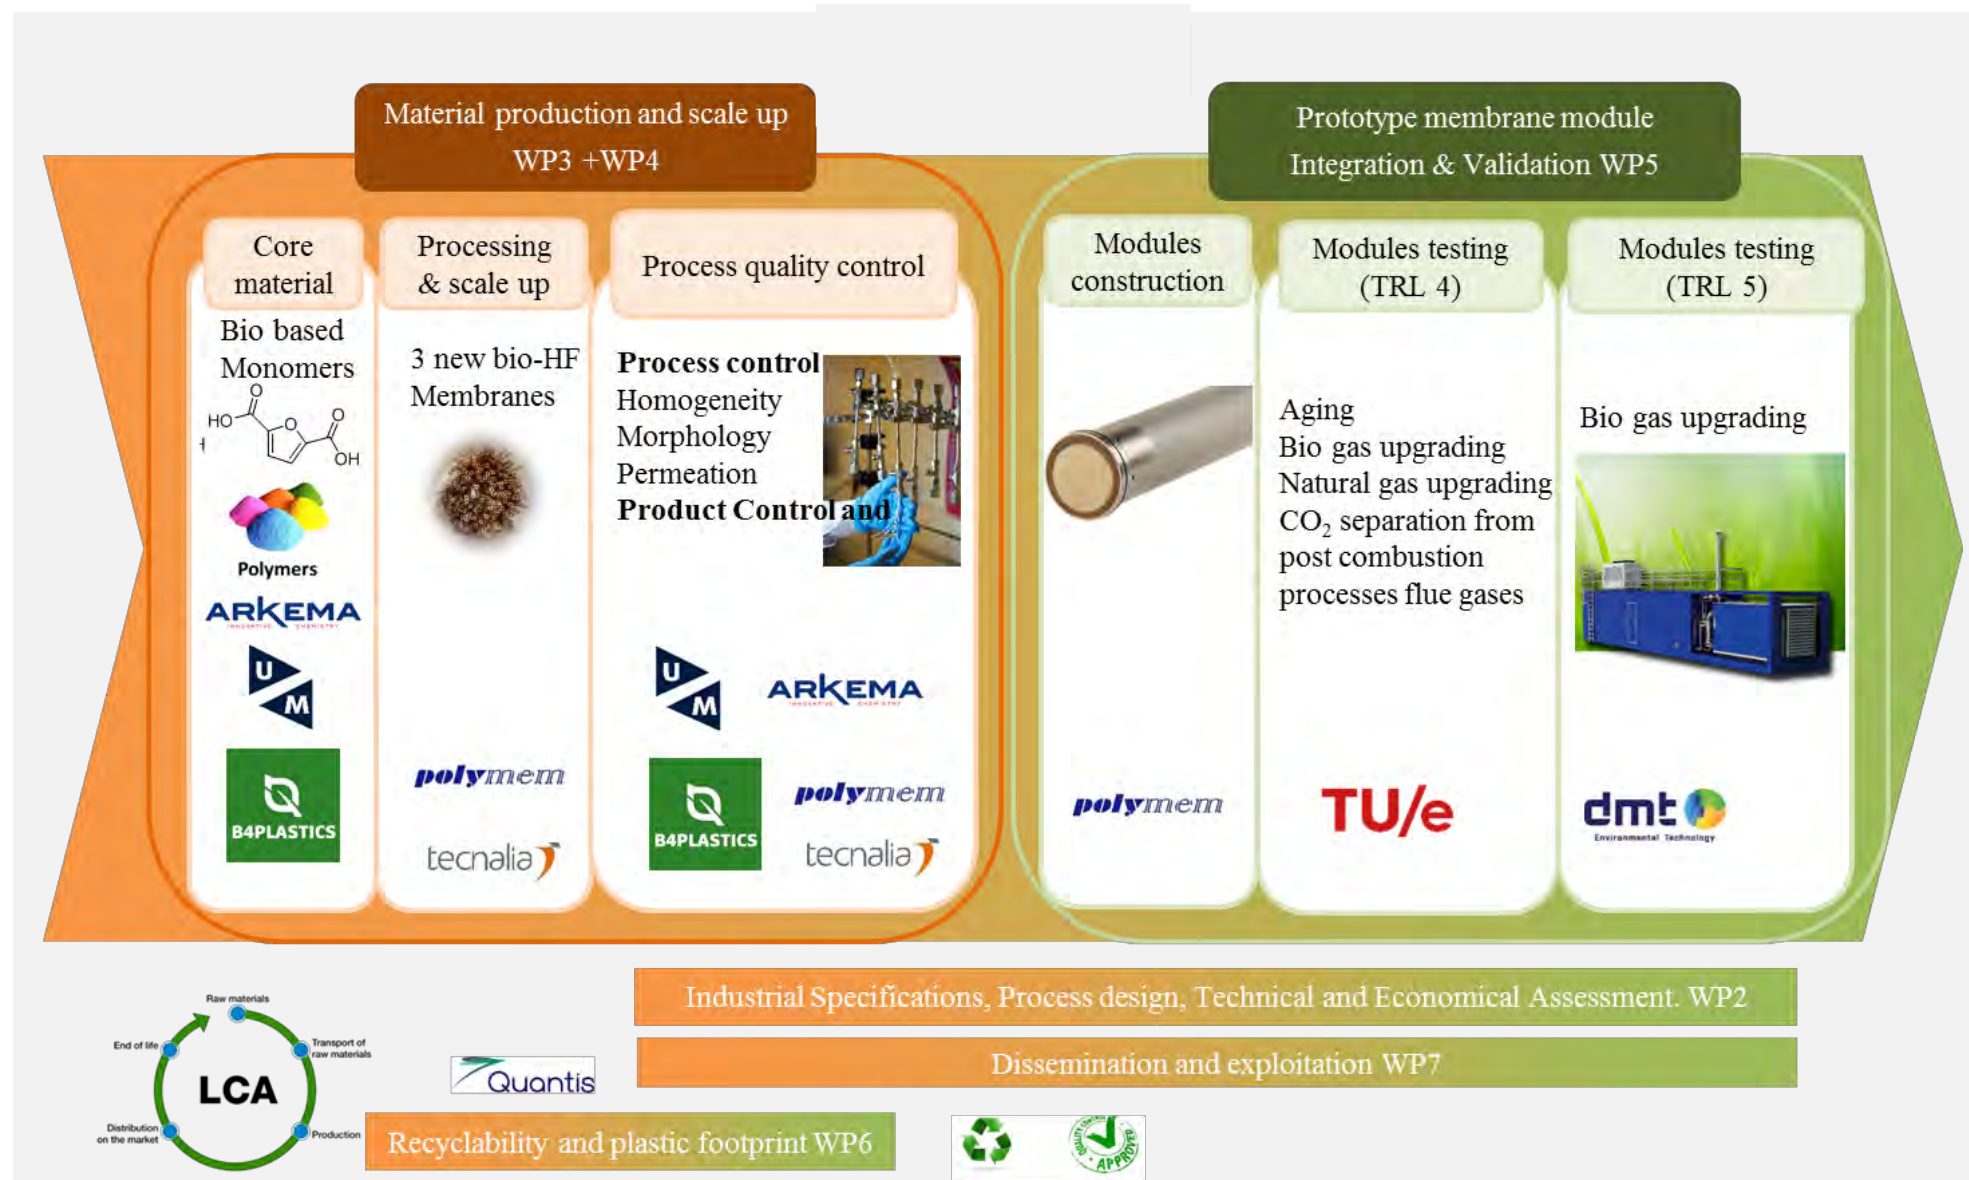 Material production and scale up
WP3 +WP4
Prototype membrane module
Integration & Validation WP5
Core
material
Bio based
Monomers
O
HO
O
O
OH
Polymers
ARKEMA
INNOVATIVE CHEMISTRY
U
M
B4PLASTICS
Processing
& scale up
3 new bio-HF
Membranes
polymem
tecnalia
Process quality control
Process control
Homogeneity
Morphology
Permeation
Product Control and
U
M
ARKEMA
INNOVATIVE CHEMISTRY
B4PLASTICS
polymem
tecnalia
Modules
construction
polymem
Modules testing
(TRL 4)
Aging
Bio gas upgrading
Natural gas upgrading
CO₂ separation from
post combustion
processes flue gases
TU/e
Modules testing
(TRL 5)
Bio gas upgrading
dmt
Environmental Technology
Industrial Specifications, Process design, Technical and Economical Assessment. WP2
Dissemination and exploitation WP7
Recyclability and plastic footprint WP6
Raw materials
Transport of
raw materials
Production
Distribution
on the market
End of life
LCA
Quantis
APPROVED